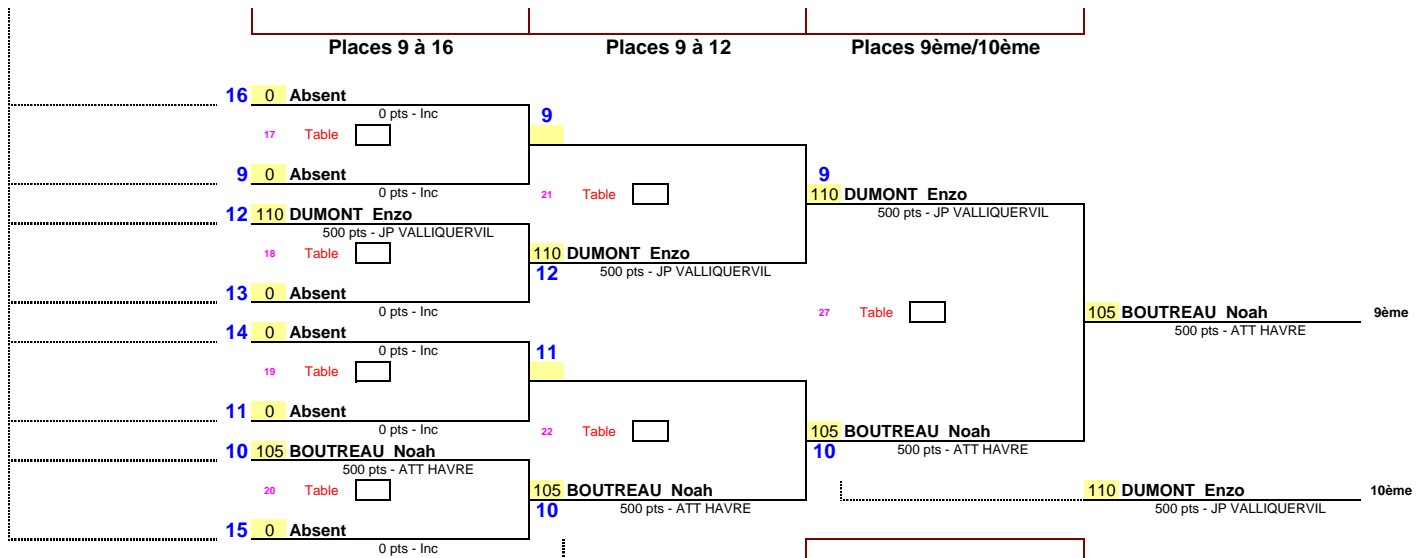 Places 9 à 16 Places 9 à 12 Places 9ème/10ème
16 0 Absent
0 pts - Inc
9
17 Table
9 0 Absent
0 pts - Inc
9
21 Table
110 DUMONT Enzo
500 pts - JP VALLIQUERVIL
12 110 DUMONT Enzo
500 pts - JP VALLIQUERVIL
18 Table
110 DUMONT Enzo
12
500 pts - JP VALLIQUERVIL
13 0 Absent
0 pts - Inc
27 Table
105 BOUTREAU Noah 9ème
500 pts - ATT HAVRE
14 0 Absent
0 pts - Inc
11
19 Table
11 0 Absent
0 pts - Inc
22 Table
105 BOUTREAU Noah
10
500 pts - ATT HAVRE
10 105 BOUTREAU Noah
500 pts - ATT HAVRE
20 Table
105 BOUTREAU Noah
10
500 pts - ATT HAVRE
110 DUMONT Enzo 10ème
500 pts - JP VALLIQUERVIL
15 0 Absent
0 pts - Inc